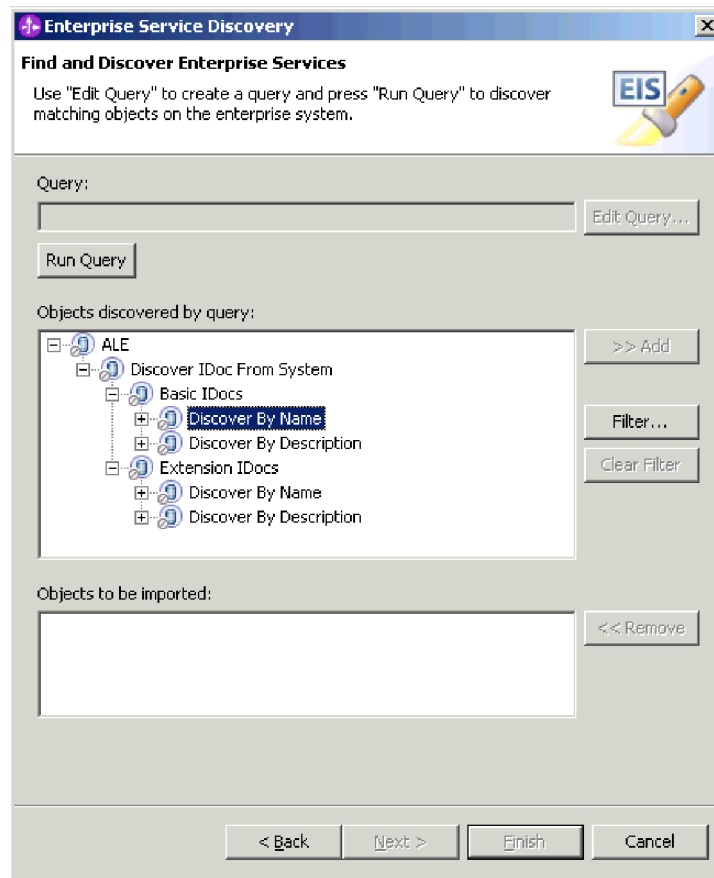 Enterprise Service Discovery
Find and Discover Enterprise Services
Use "Edit Query" to create a query and press "Run Query" to discover
matching objects on the enterprise system.
EIS
Query:
Edit Query...
Run Query
Objects discovered by query:
ALE
>> Add
Discover IDoc From System
Basic IDocs
Discover By Name
Filter...
Discover By Description
Extension IDocs
Clear Filter
Discover By Name
Discover By Description
Objects to be imported:
<< Remove
< Back
Next >
Finish
Cancel